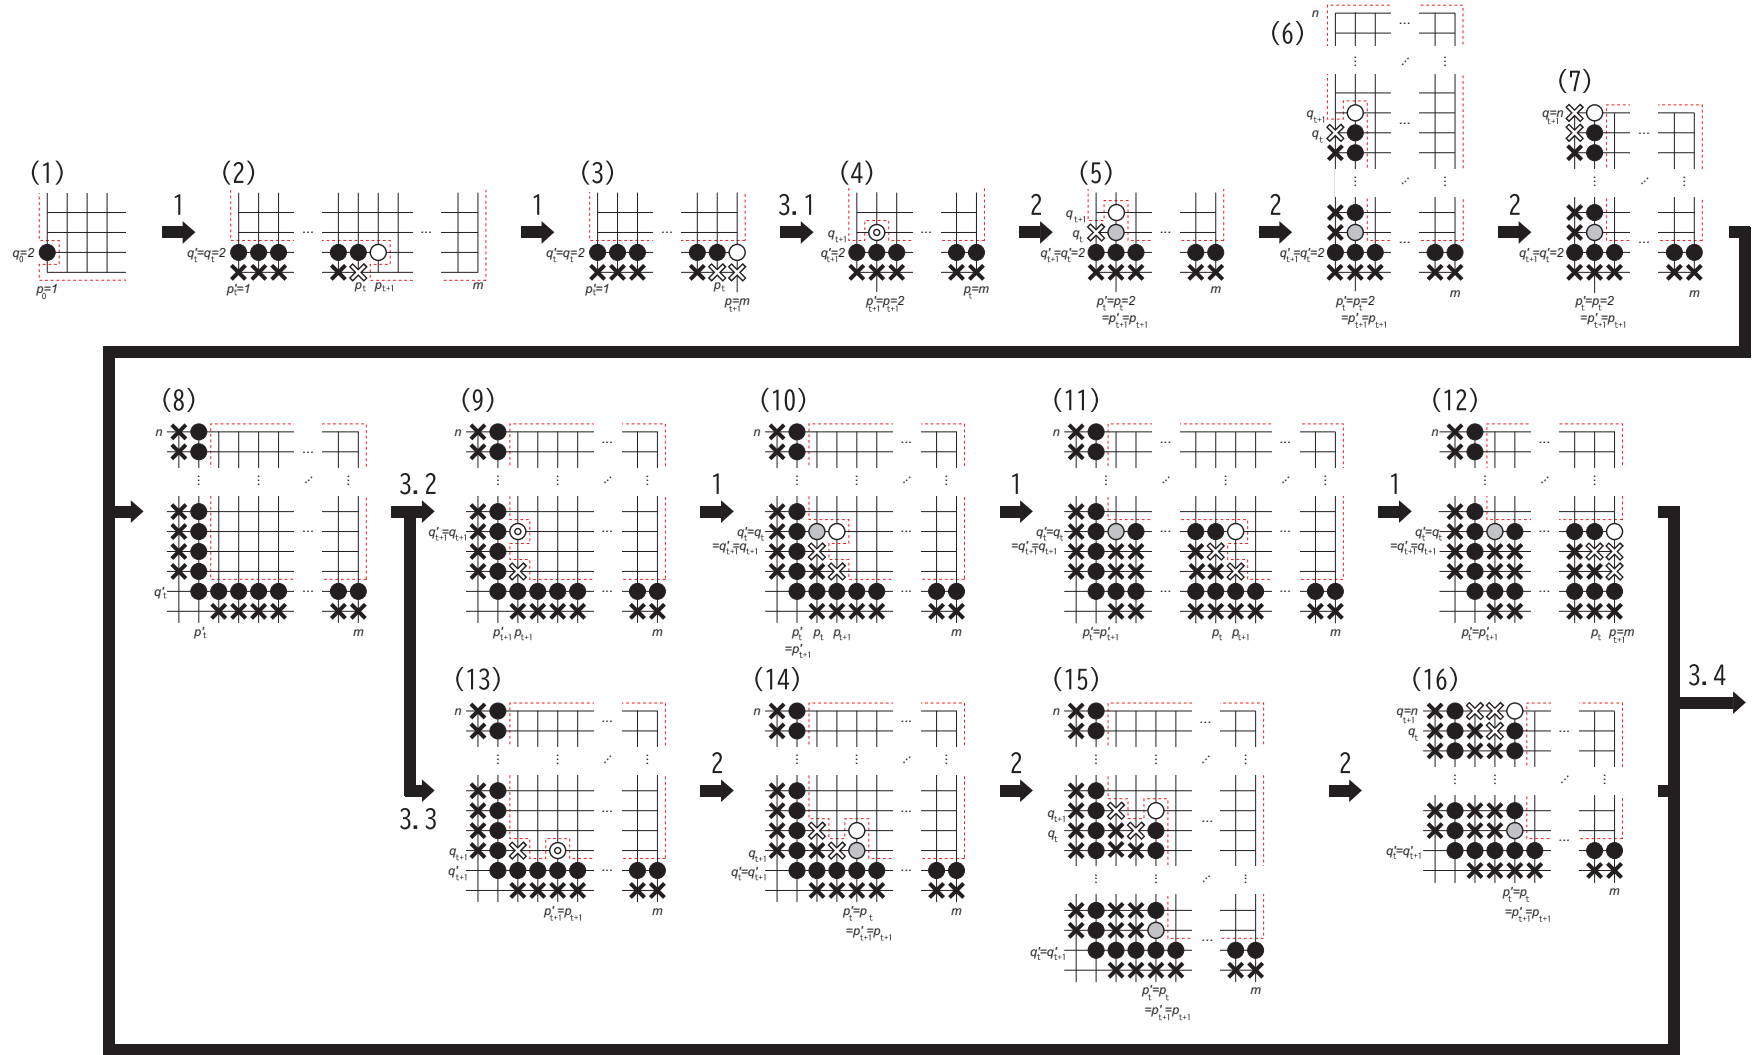 (1)
q₀=2
p₀=1
1
(2)
q'ₜ=qₜ=2
...
...
p'ₜ=1
pₜ
pₜ₊₁
m
1
(3)
q'ₜ=qₜ=2
...
p'ₜ=1
pₜ
pₜ₊₁=m
3.1
(4)
qₜ₊₁
q'ₜ₊₁=2
...
p'ₜ₊₁=pₜ₊₁=2
pₜ=m
2
(5)
qₜ₊₁
qₜ
q'ₜ₊₁=q'ₜ=2
...
p'ₜ=pₜ=2
=p'ₜ₊₁=pₜ₊₁
m
2
(6)
n
...
qₜ₊₁
qₜ
...
...
q'ₜ₊₁=q'ₜ=2
p'ₜ=pₜ=2
=p'ₜ₊₁=pₜ₊₁
m
2
(7)
qₜ₊₁=n
...
...
q'ₜ₊₁=q'ₜ=2
p'ₜ=pₜ=2
=p'ₜ₊₁=pₜ₊₁
m
(8)
n
...
...
q'ₜ
p'ₜ
m
3.2
3.3
(9)
n
...
q'ₜ₊₁=qₜ₊₁
...
p'ₜ₊₁ pₜ₊₁
m
1
(10)
n
...
q'ₜ=qₜ
=q'ₜ₊₁=qₜ₊₁
...
p'ₜ pₜ pₜ₊₁
=p'ₜ₊₁
m
1
(11)
n
...
...
q'ₜ=qₜ
=q'ₜ₊₁=qₜ₊₁
...
...
p'ₜ=p'ₜ₊₁
pₜ pₜ₊₁
m
1
(12)
n
...
q'ₜ=qₜ
=q'ₜ₊₁=qₜ₊₁
...
p'ₜ=p'ₜ₊₁
pₜ pₜ₊₁=m
(13)
n
...
...
qₜ₊₁
q'ₜ₊₁
...
p'ₜ₊₁=pₜ₊₁
m
2
(14)
n
...
...
qₜ₊₁
q'ₜ=q'ₜ₊₁
...
p'ₜ=pₜ
=p'ₜ₊₁=pₜ₊₁
m
2
(15)
n
...
qₜ₊₁
qₜ
...
q'ₜ=q'ₜ₊₁
...
p'ₜ=pₜ
=p'ₜ₊₁=pₜ₊₁
m
2
(16)
qₜ₊₁=n
qₜ
...
q'ₜ=q'ₜ₊₁
...
p'ₜ=pₜ
=p'ₜ₊₁=pₜ₊₁
m
3.4